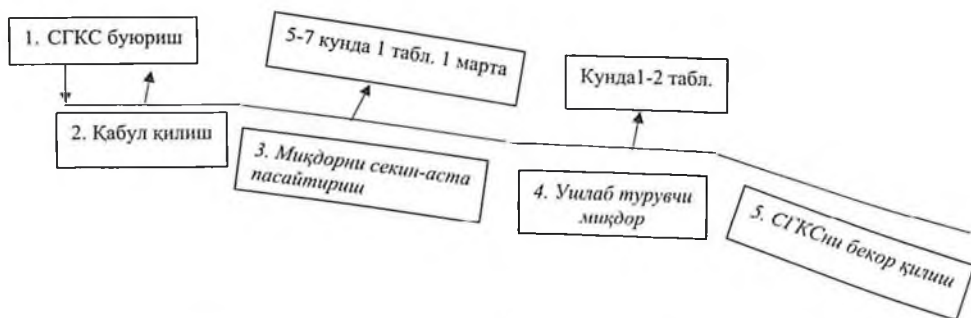 1. СГКС буюриш
5-7 кунда 1 табл. 1 марта
Кунда1-2 табл.
2. Қабул қилиш
3. Миқдорни секин-аста
пасайтириш
4. Ушлаб турувчи
миқдор
5. СГКСни бекор қилиш